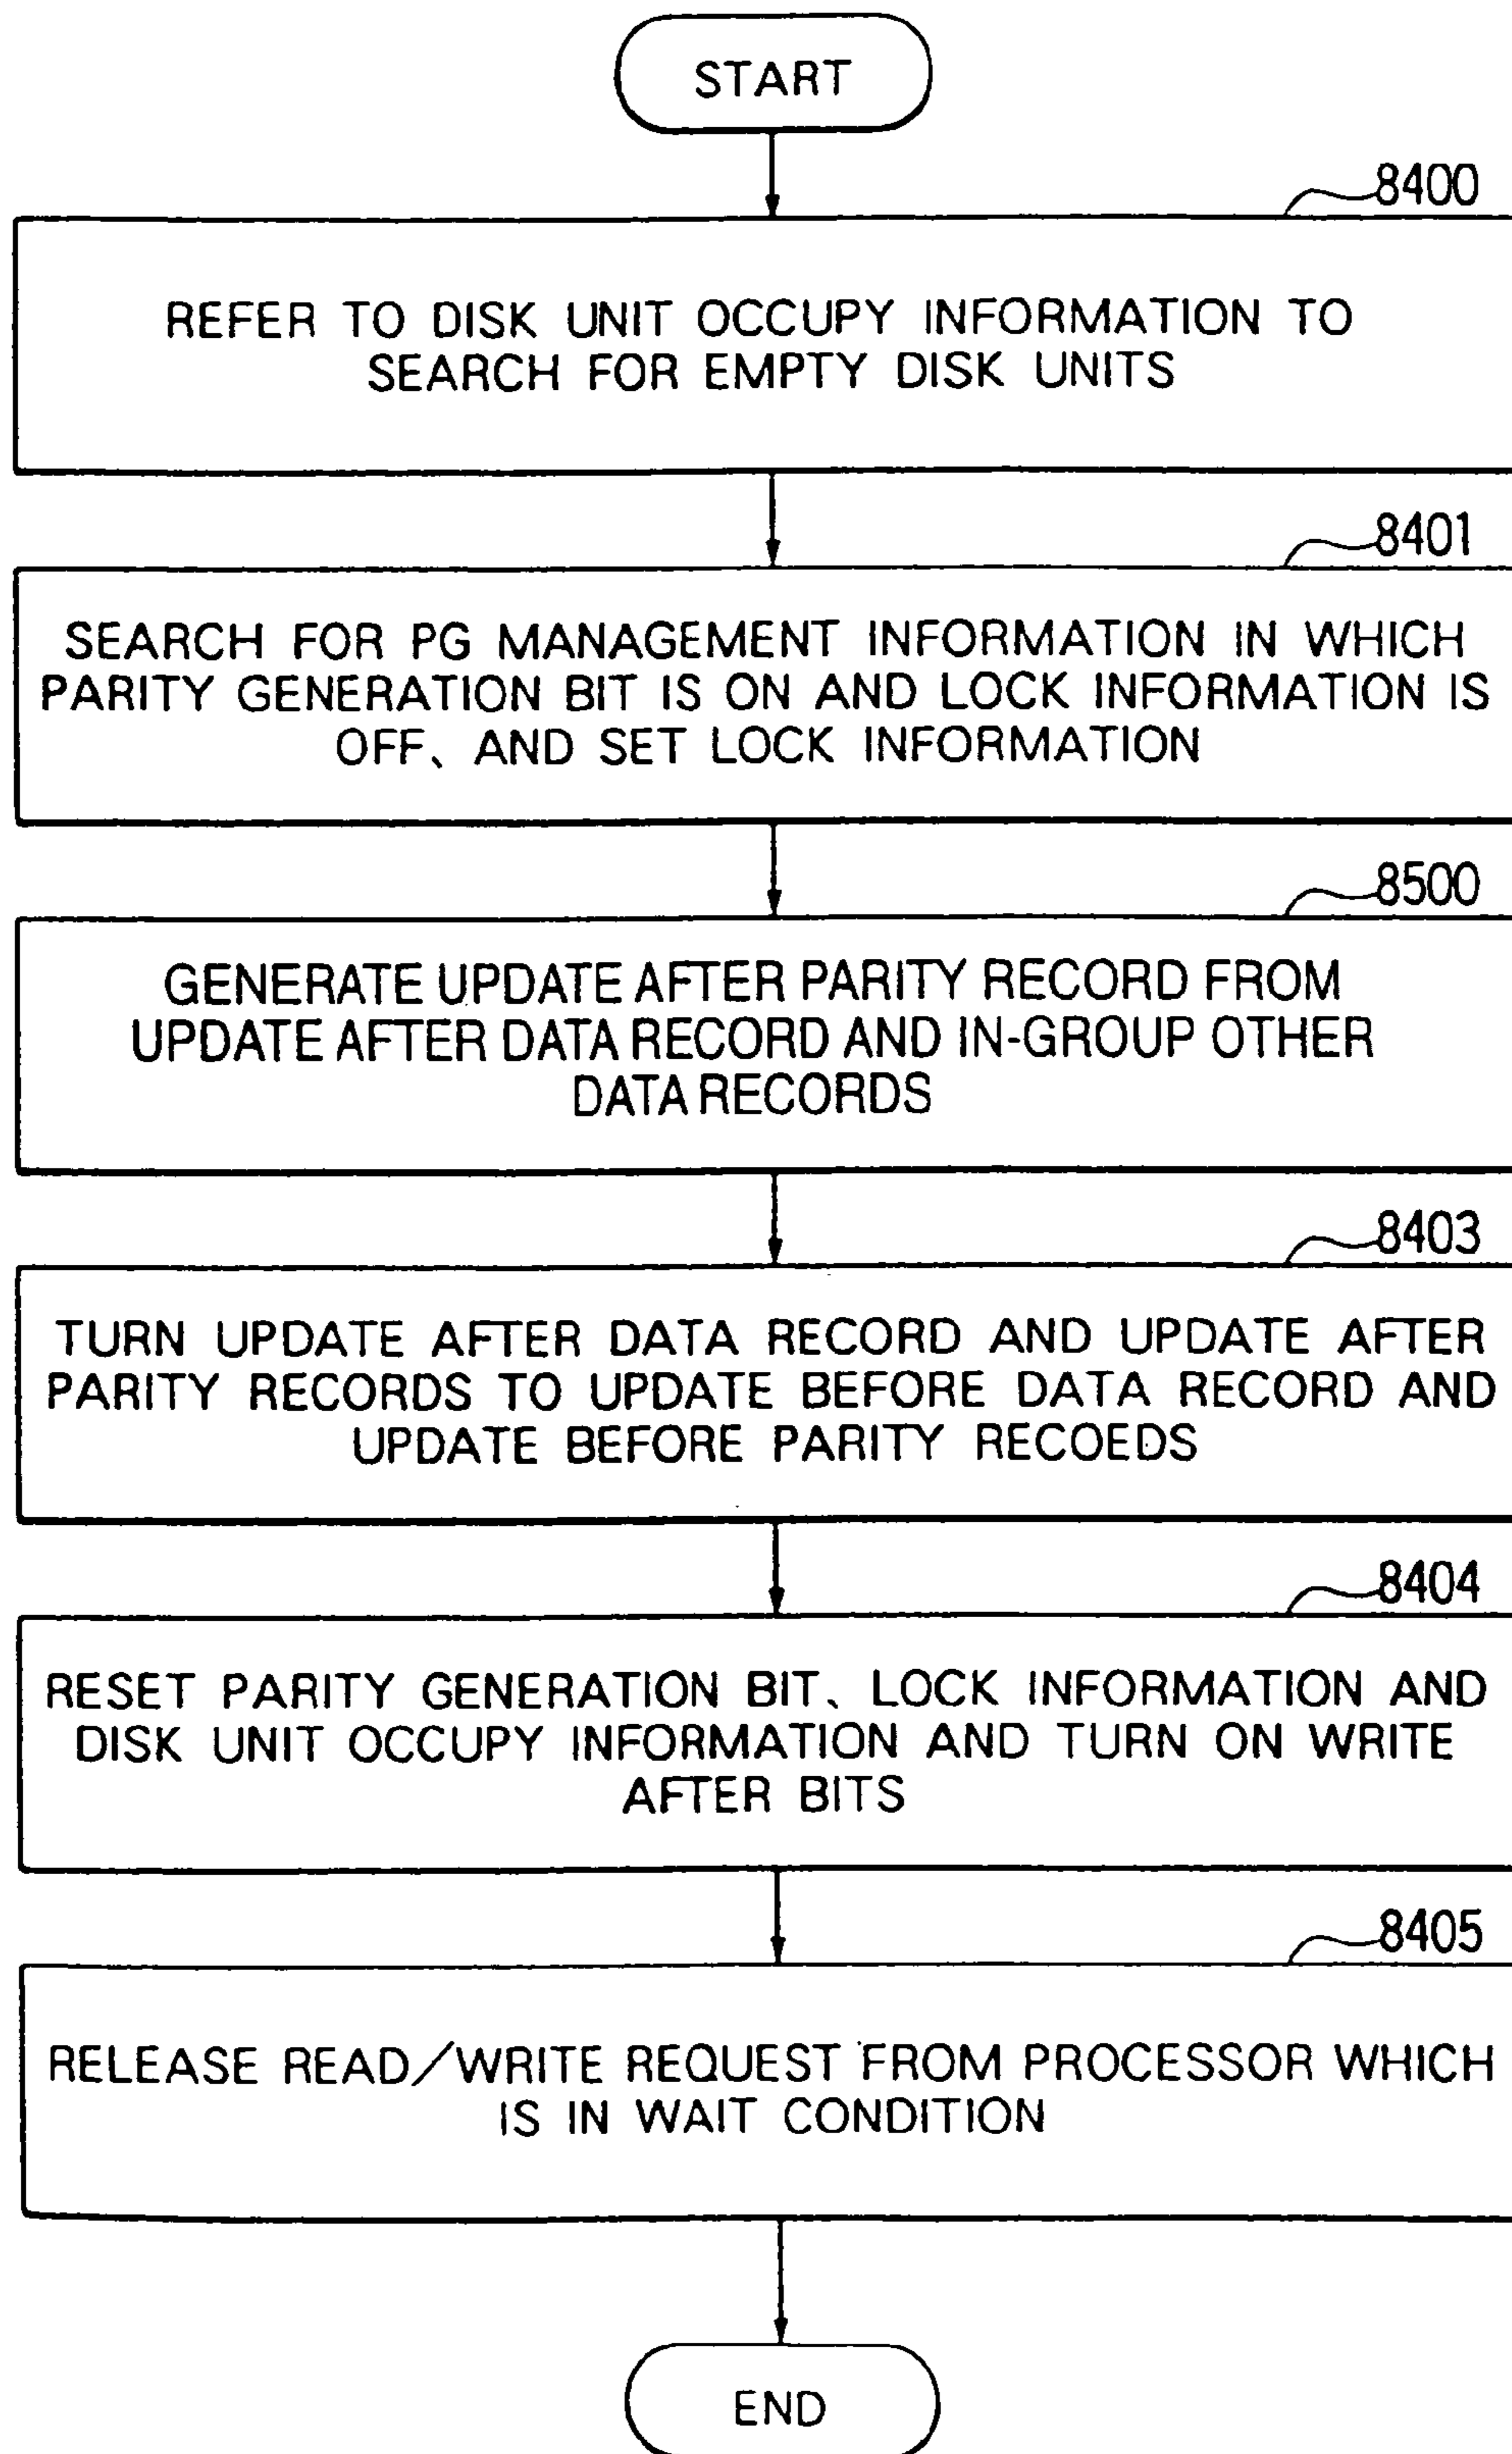 START
8400
REFER TO DISK UNIT OCCUPY INFORMATION TO
SEARCH FOR EMPTY DISK UNITS
8401
SEARCH FOR PG MANAGEMENT INFORMATION IN WHICH
PARITY GENERATION BIT IS ON AND LOCK INFORMATION IS
OFF、AND SET LOCK INFORMATION
8500
GENERATE UPDATE AFTER PARITY RECORD FROM
UPDATE AFTER DATA RECORD AND IN-GROUP OTHER
DATA RECORDS
8403
TURN UPDATE AFTER DATA RECORD AND UPDATE AFTER
PARITY RECORDS TO UPDATE BEFORE DATA RECORD AND
UPDATE BEFORE PARITY RECOEDS
8404
RESET PARITY GENERATION BIT、LOCK INFORMATION AND
DISK UNIT OCCUPY INFORMATION AND TURN ON WRITE
AFTER BITS
8405
RELEASE READ/WRITE REQUEST FROM PROCESSOR WHICH
IS IN WAIT CONDITION
END